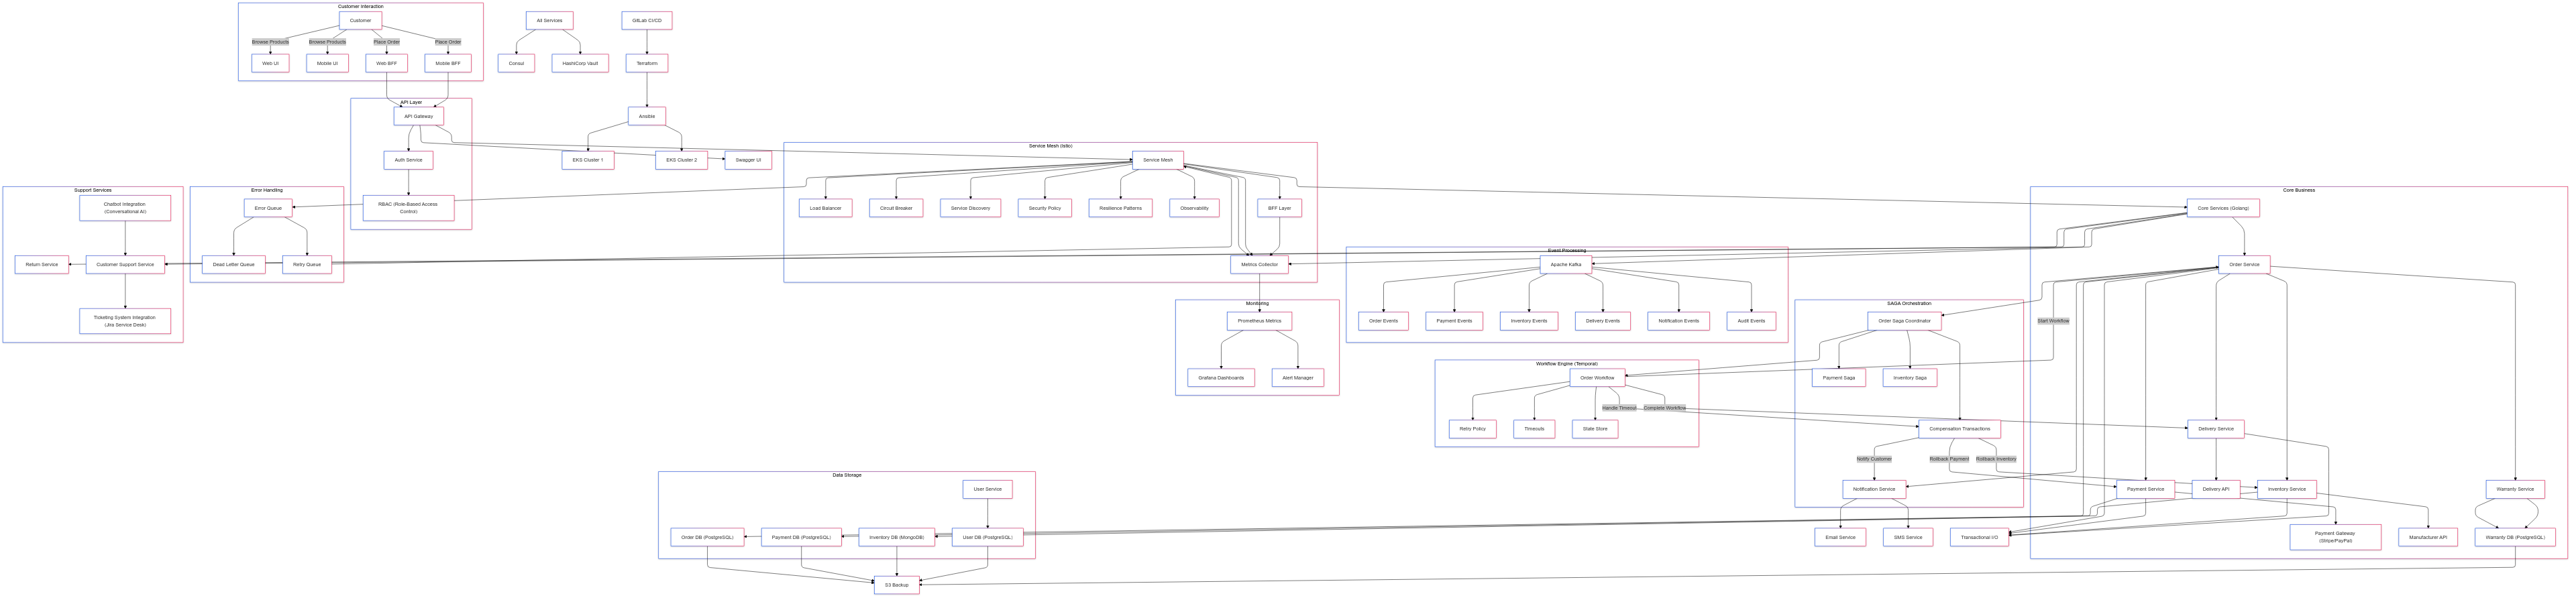 Customer Interaction
Customer
All Services
GitLab CI/CD
Browse Products
Browse Products
Place Order
Place Order
Web UI
Mobile UI
Web BFF
Mobile BFF
Consul
HashiCorp Vault
Terraform
API Layer
API Gateway
Ansible
Service Mesh (Istio)
Auth Service
EKS Cluster 1
EKS Cluster 2
Swagger UI
Service Mesh
Support Services
Error Handling
Core Business
Chatbot Integration
(Conversational AI)
Error Queue
RBAC (Role-Based Access
Control)
Load Balancer
Circuit Breaker
Service Discovery
Security Policy
Resilience Patterns
Observability
BFF Layer
Core Services (Golang)
Event Processing
Return Service
Customer Support Service
Dead Letter Queue
Retry Queue
Metrics Collector
Apache Kafka
Order Service
Monitoring
SAGA Orchestration
Ticketing System Integration
(Jira Service Desk)
Prometheus Metrics
Order Events
Payment Events
Inventory Events
Delivery Events
Notification Events
Audit Events
Order Saga Coordinator
Start Workflow
Workflow Engine (Temporal)
Grafana Dashboards
Alert Manager
Order Workflow
Payment Saga
Inventory Saga
Handle Timeout
Complete Workflow
Retry Policy
Timeouts
State Store
Compensation Transactions
Delivery Service
Notify Customer
Rollback Payment
Rollback Inventory
Data Storage
User Service
Notification Service
Payment Service
Delivery API
Inventory Service
Warranty Service
Order DB (PostgreSQL)
Payment DB (PostgreSQL)
Inventory DB (MongoDB)
User DB (PostgreSQL)
Email Service
SMS Service
Transactional I/O
Payment Gateway
(Stripe/PayPal)
Manufacturer API
Warranty DB (PostgreSQL)
S3 Backup